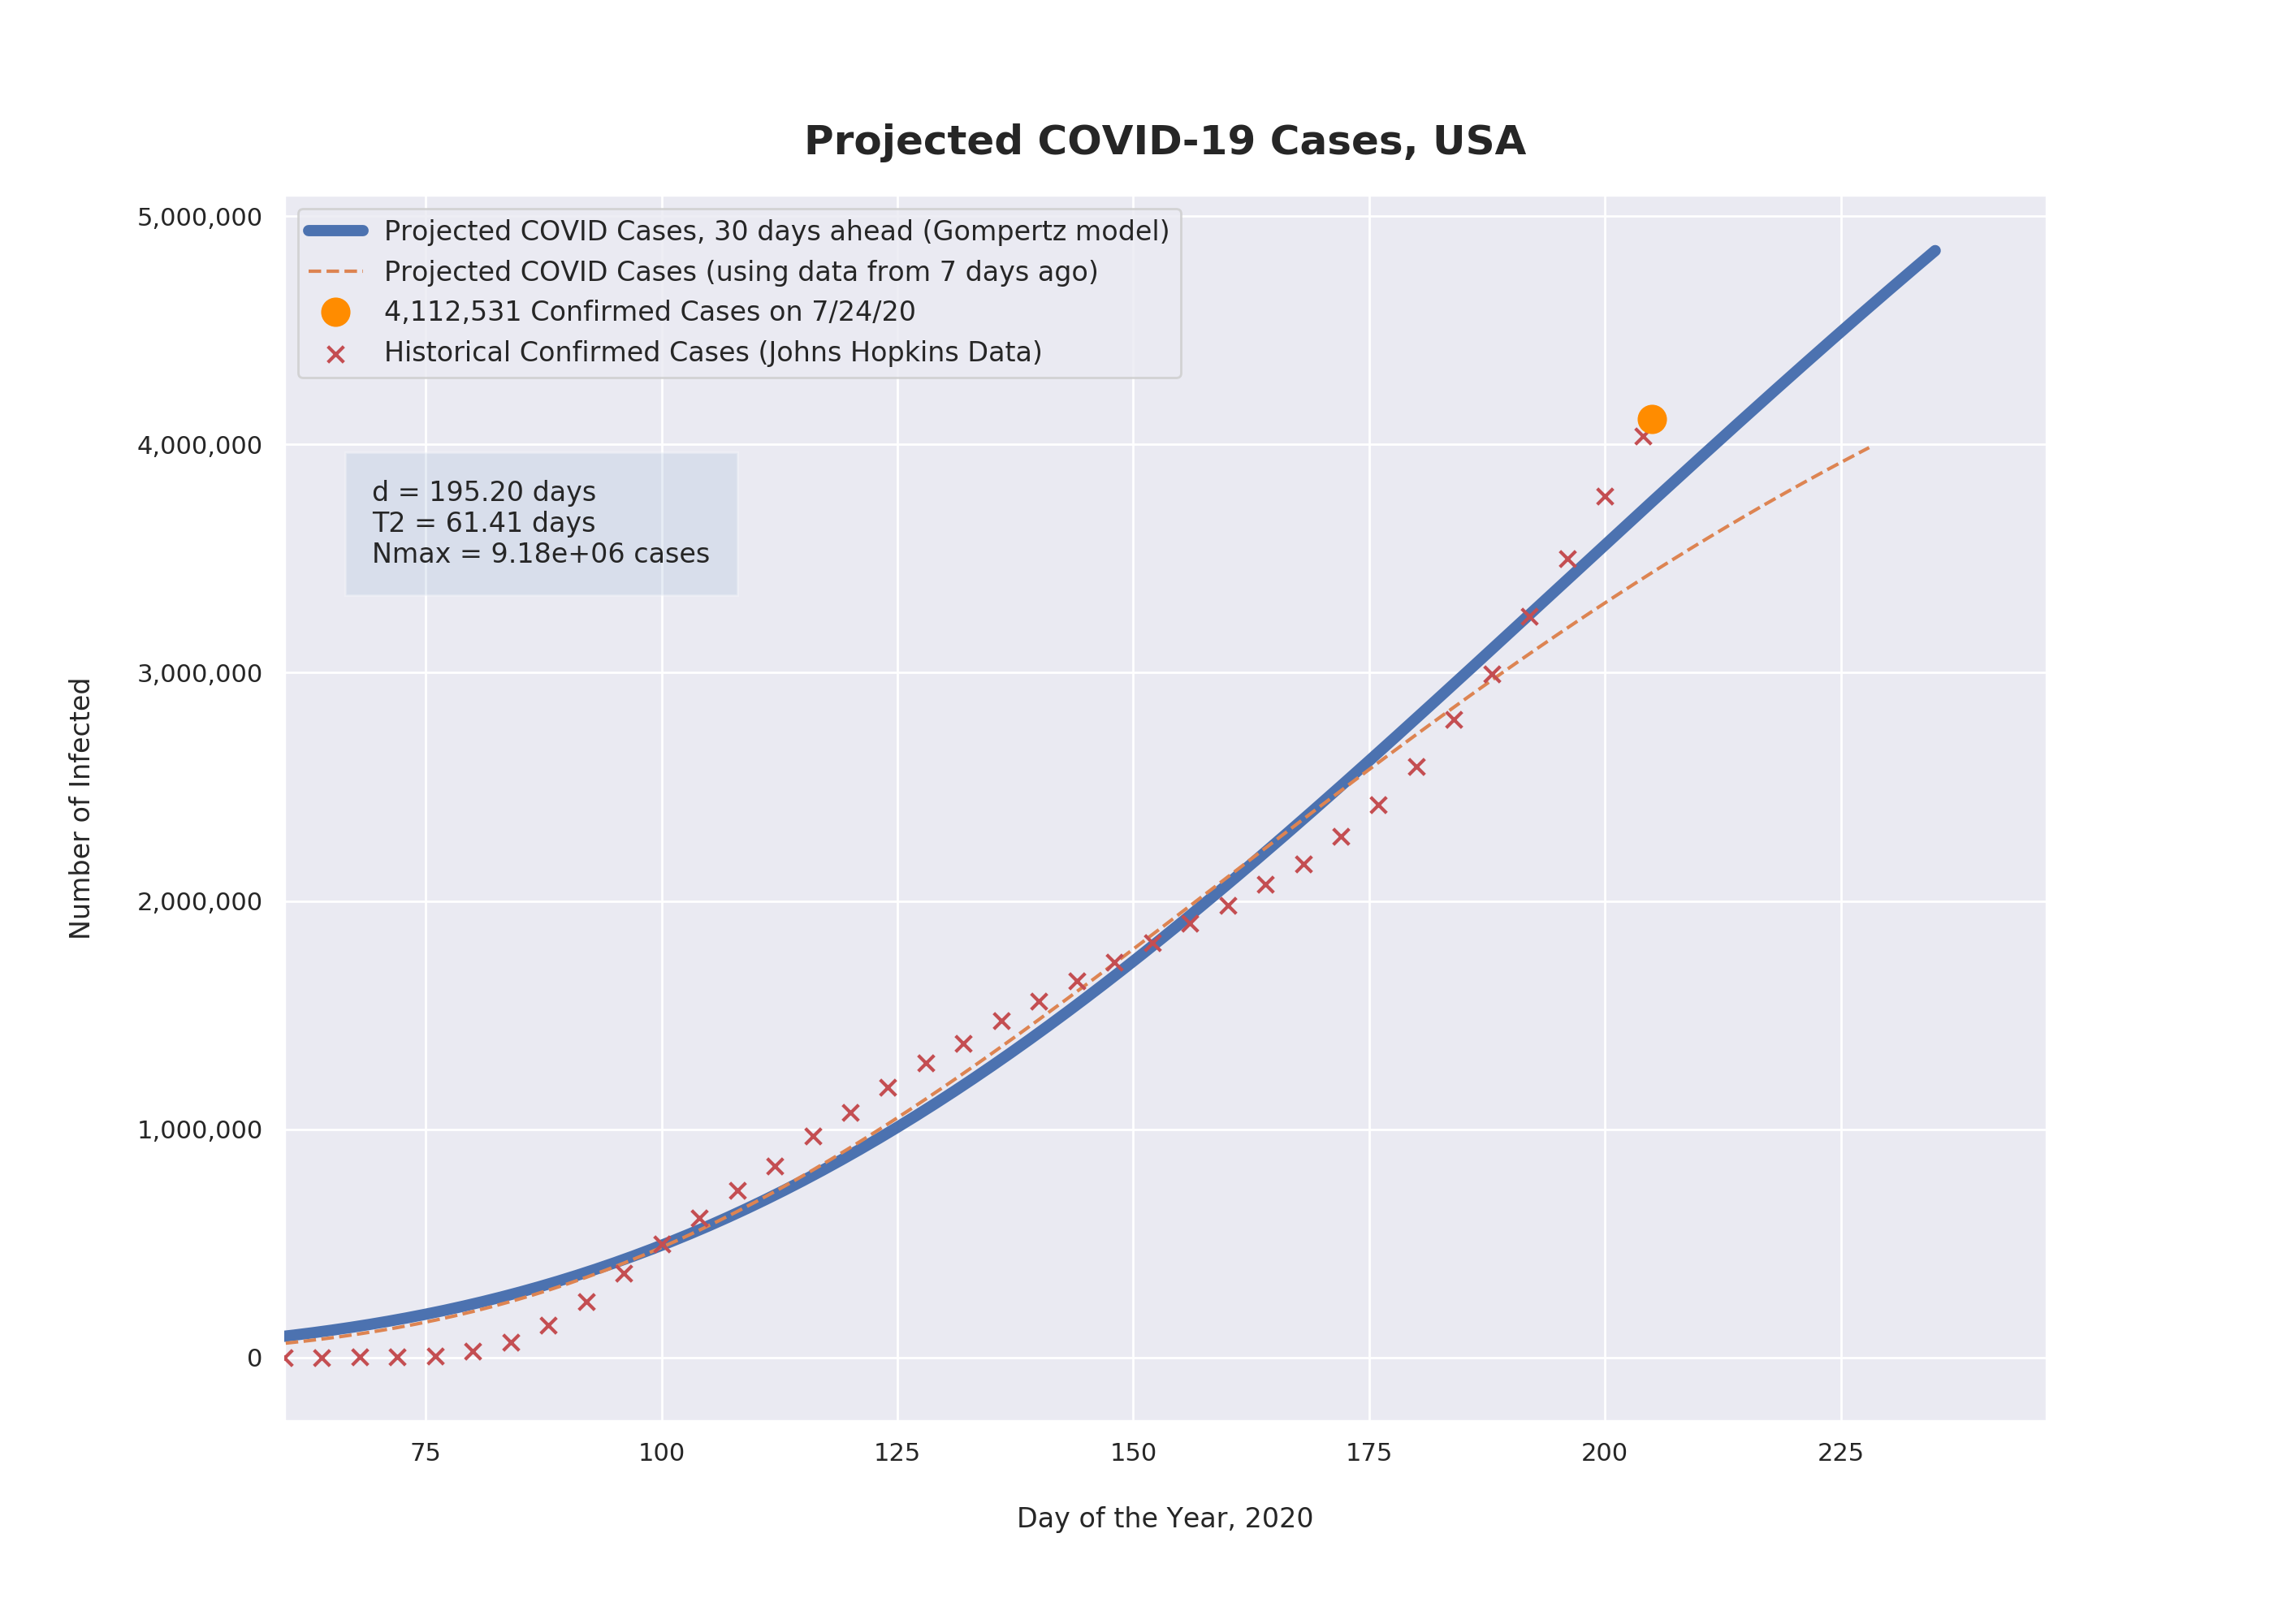 Projected COVID-19 Cases, USA
Projected COVID Cases, 30 days ahead (Gompertz model)
Projected COVID Cases (using data from 7 days ago)
4,112,531 Confirmed Cases on 7/24/20
Historical Confirmed Cases (Johns Hopkins Data)
d = 195.20 days
T2 = 61.41 days
Nmax = 9.18e+06 cases
Number of Infected
5,000,000
4,000,000
3,000,000
2,000,000
1,000,000
0
75 100 125 150 175 200 225
Day of the Year, 2020